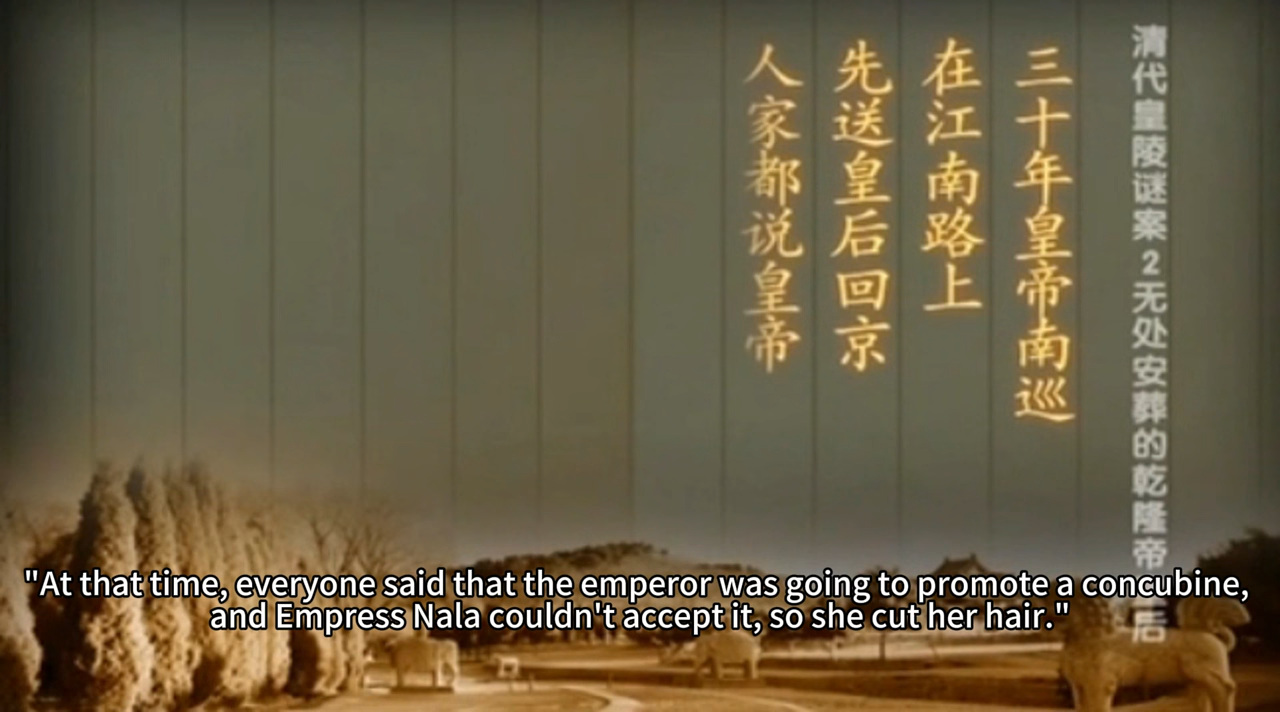 清代皇陵谜案2无处安葬的乾隆帝
后
三十年皇帝南巡
在江南路上
先送皇后回京
人家都说皇帝
"At that time, everyone said that the emperor was going to promote a concubine,
and Empress Nala couldn't accept it, so she cut her hair."